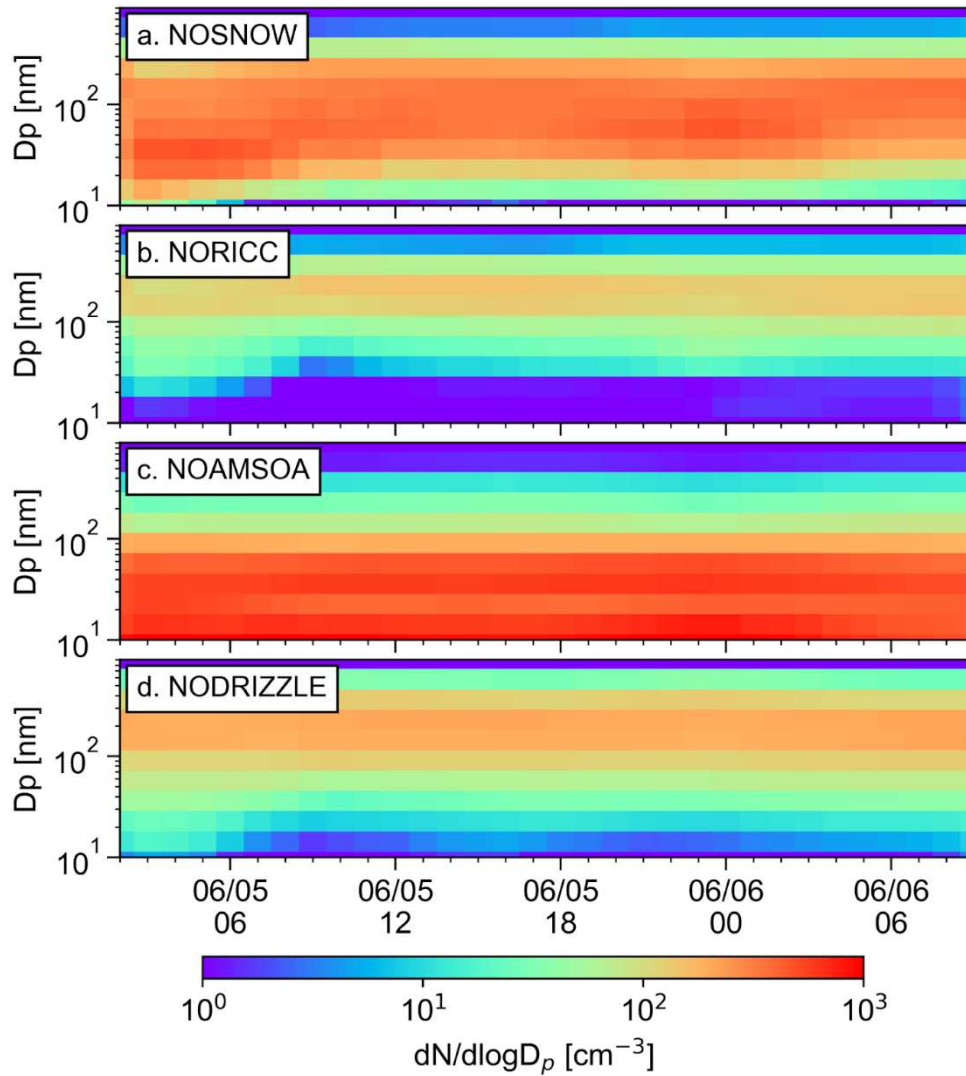 a. NOSNOW
Dp [nm]
10²
10¹
b. NORICC
Dp [nm]
10²
10¹
c. NOAMSOA
Dp [nm]
10²
10¹
d. NODRIZZLE
Dp [nm]
10²
10¹
06/05 06/05 06/05 06/06 06/06
06 12 18 00 06
10⁰ 10¹ 10² 10³
dN/dlogDₚ [cm⁻³]